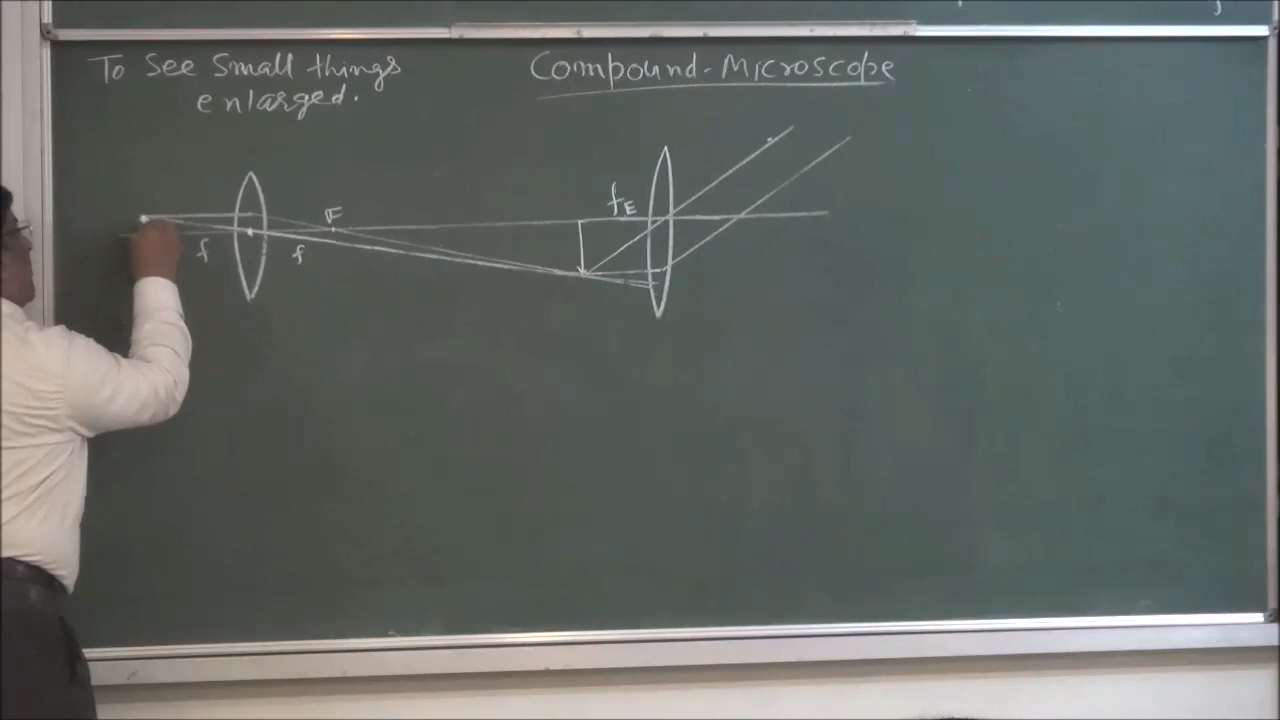 To see small things
enlarged.
Compound-Microscope
fE
F
f
f